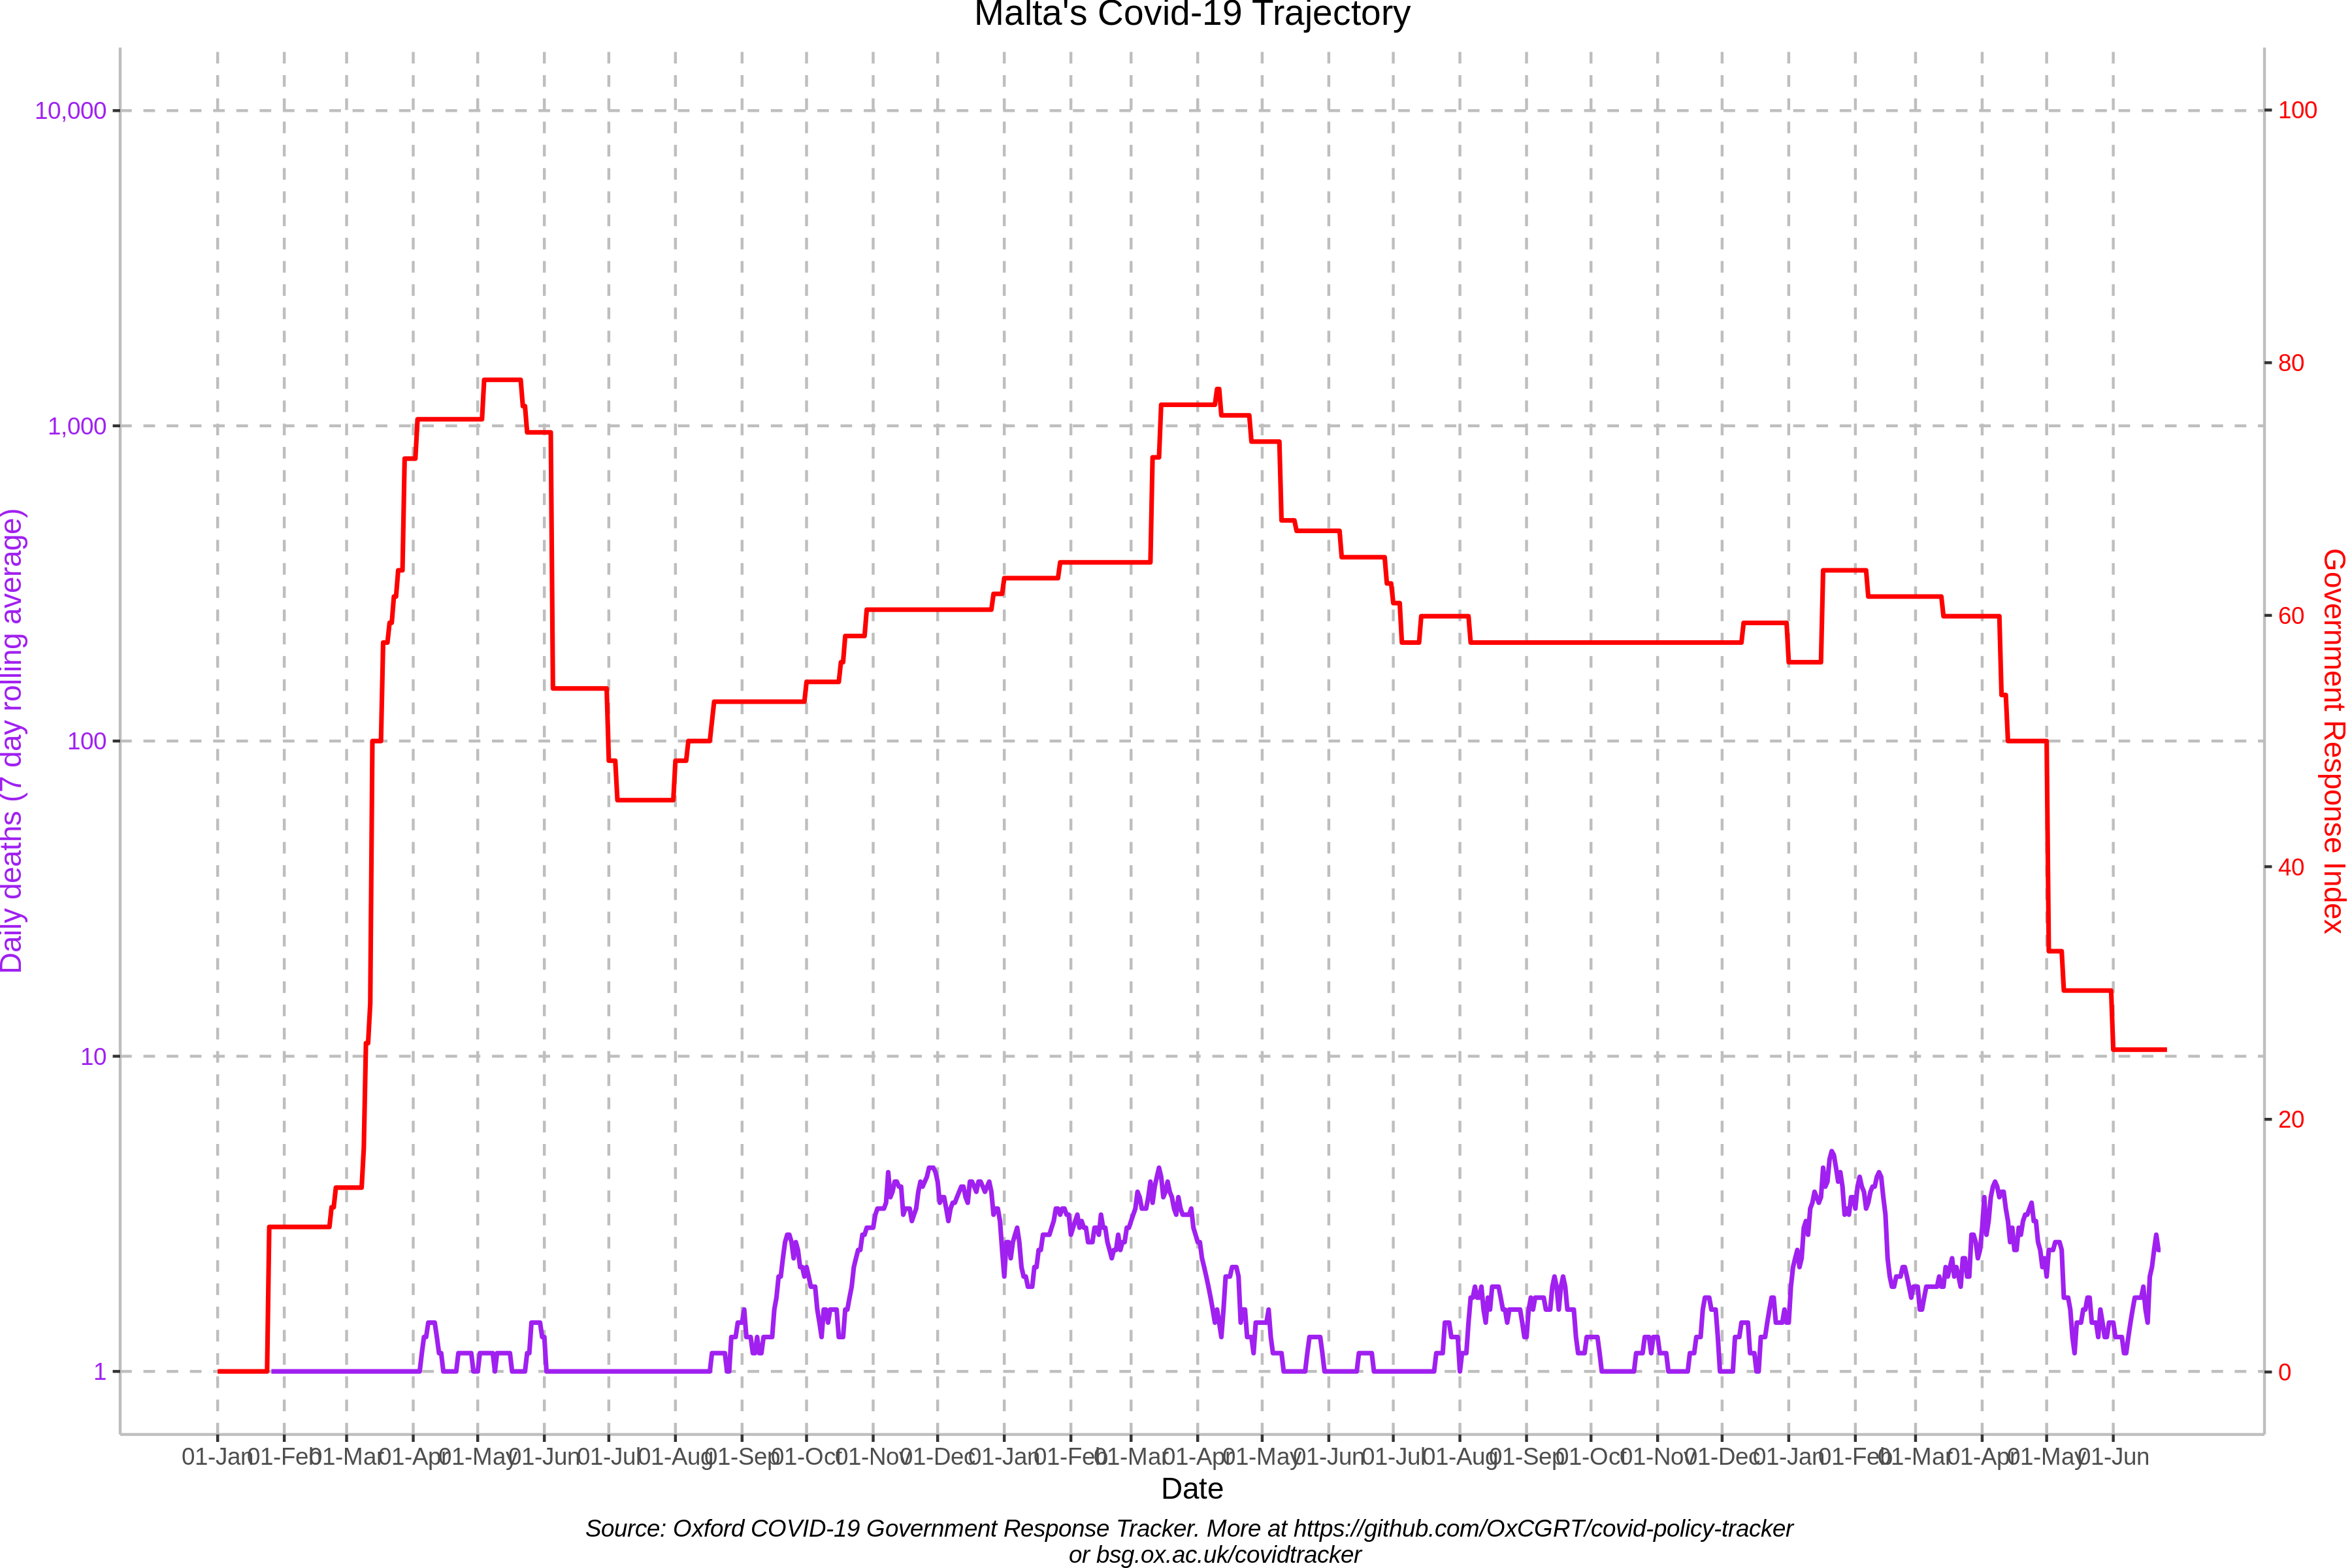 Malta's Covid-19 Trajectory
10,000
1,000
100
10
1
Daily deaths (7 day rolling average)
100
80
60
40
20
0
Government Response Index
01-Jan 01-Feb 01-Mar 01-Apr 01-May 01-Jun 01-Jul 01-Aug 01-Sep 01-Oct 01-Nov 01-Dec 01-Jan 01-Feb 01-Mar 01-Apr 01-May 01-Jun 01-Jul 01-Aug 01-Sep 01-Oct 01-Nov 01-Dec 01-Jan 01-Feb 01-Mar 01-Apr 01-May 01-Jun
Date
Source: Oxford COVID-19 Government Response Tracker. More at https://github.com/OxCGRT/covid-policy-tracker
or bsg.ox.ac.uk/covidtracker